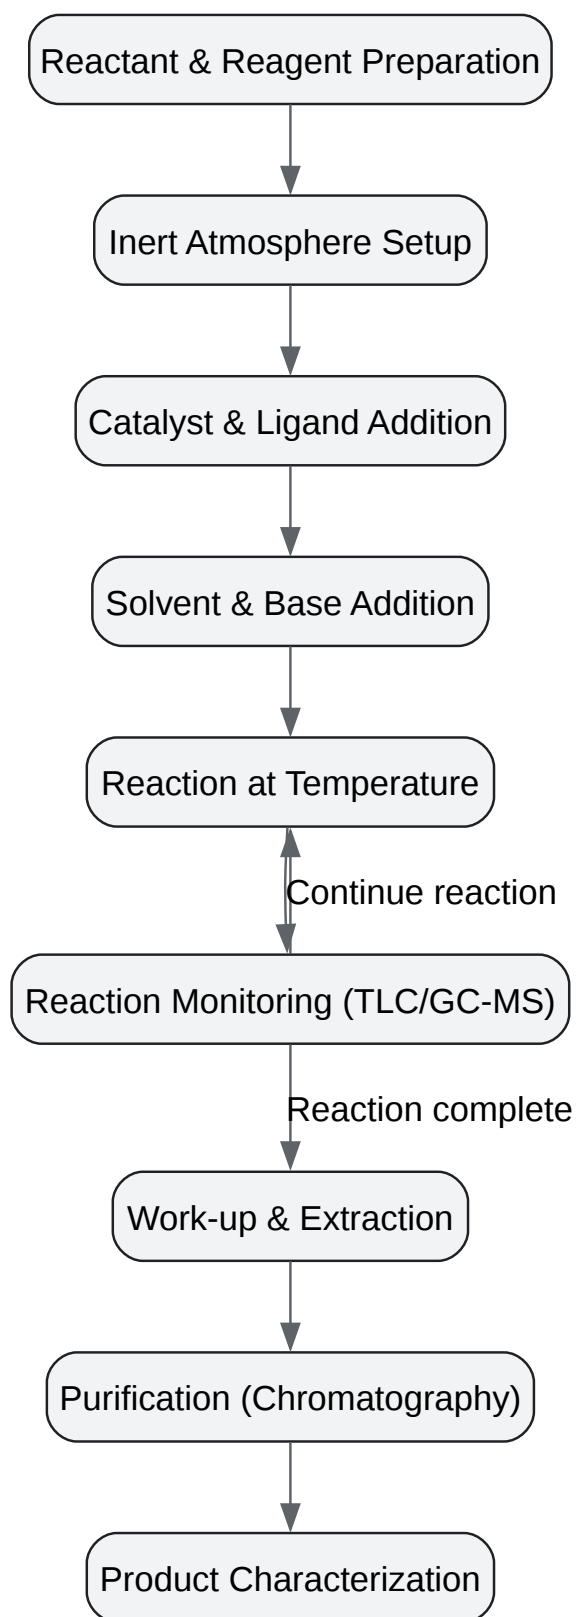 Reactant & Reagent Preparation
Inert Atmosphere Setup
Catalyst & Ligand Addition
Solvent & Base Addition
Reaction at Temperature
Continue reaction
Reaction Monitoring (TLC/GC-MS)
Reaction complete
Work-up & Extraction
Purification (Chromatography)
Product Characterization